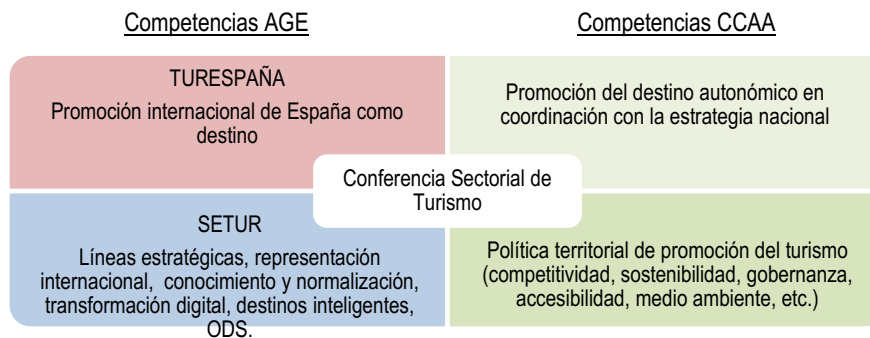 Competencias AGE
Competencias CCAA
TURESPAÑA
Promoción internacional de España como
destino
Promoción del destino autonómico en
coordinación con la estrategia nacional
Conferencia Sectorial de
Turismo
SETUR
Líneas estratégicas, representación
internacional, conocimiento y normalización,
transformación digital, destinos inteligentes,
ODS.
Política territorial de promoción del turismo
(competitividad, sostenibilidad, gobernanza,
accesibilidad, medio ambiente, etc.)